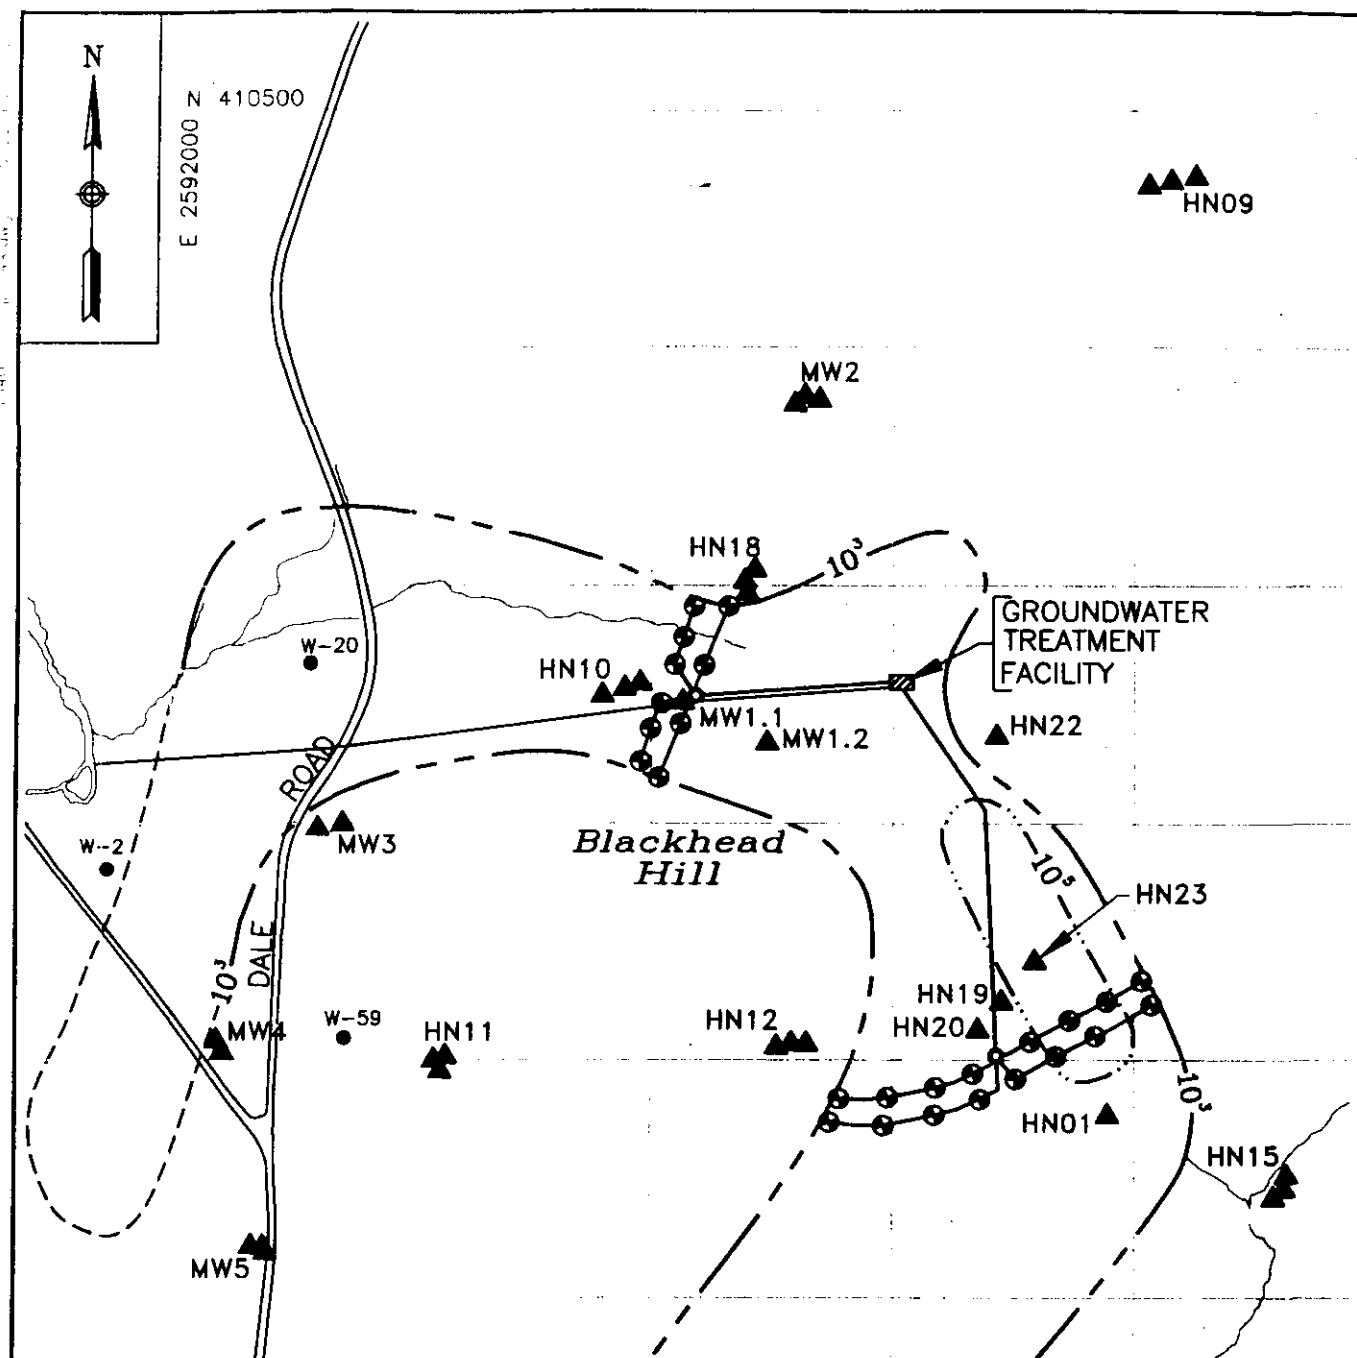 N
N 410500
E 2592000
HN09
MW2
HN18
10³
GROUNDWATER
TREATMENT
FACILITY
W-20
HN10
MW1.1
MW1.2
HN22
ROAD
MW3
W-2
Blackhead
Hill
10⁵
HN23
DALE
10³
MW4
W-59
HN11
HN12
HN19
HN20
10³
HN01
HN15
MW5